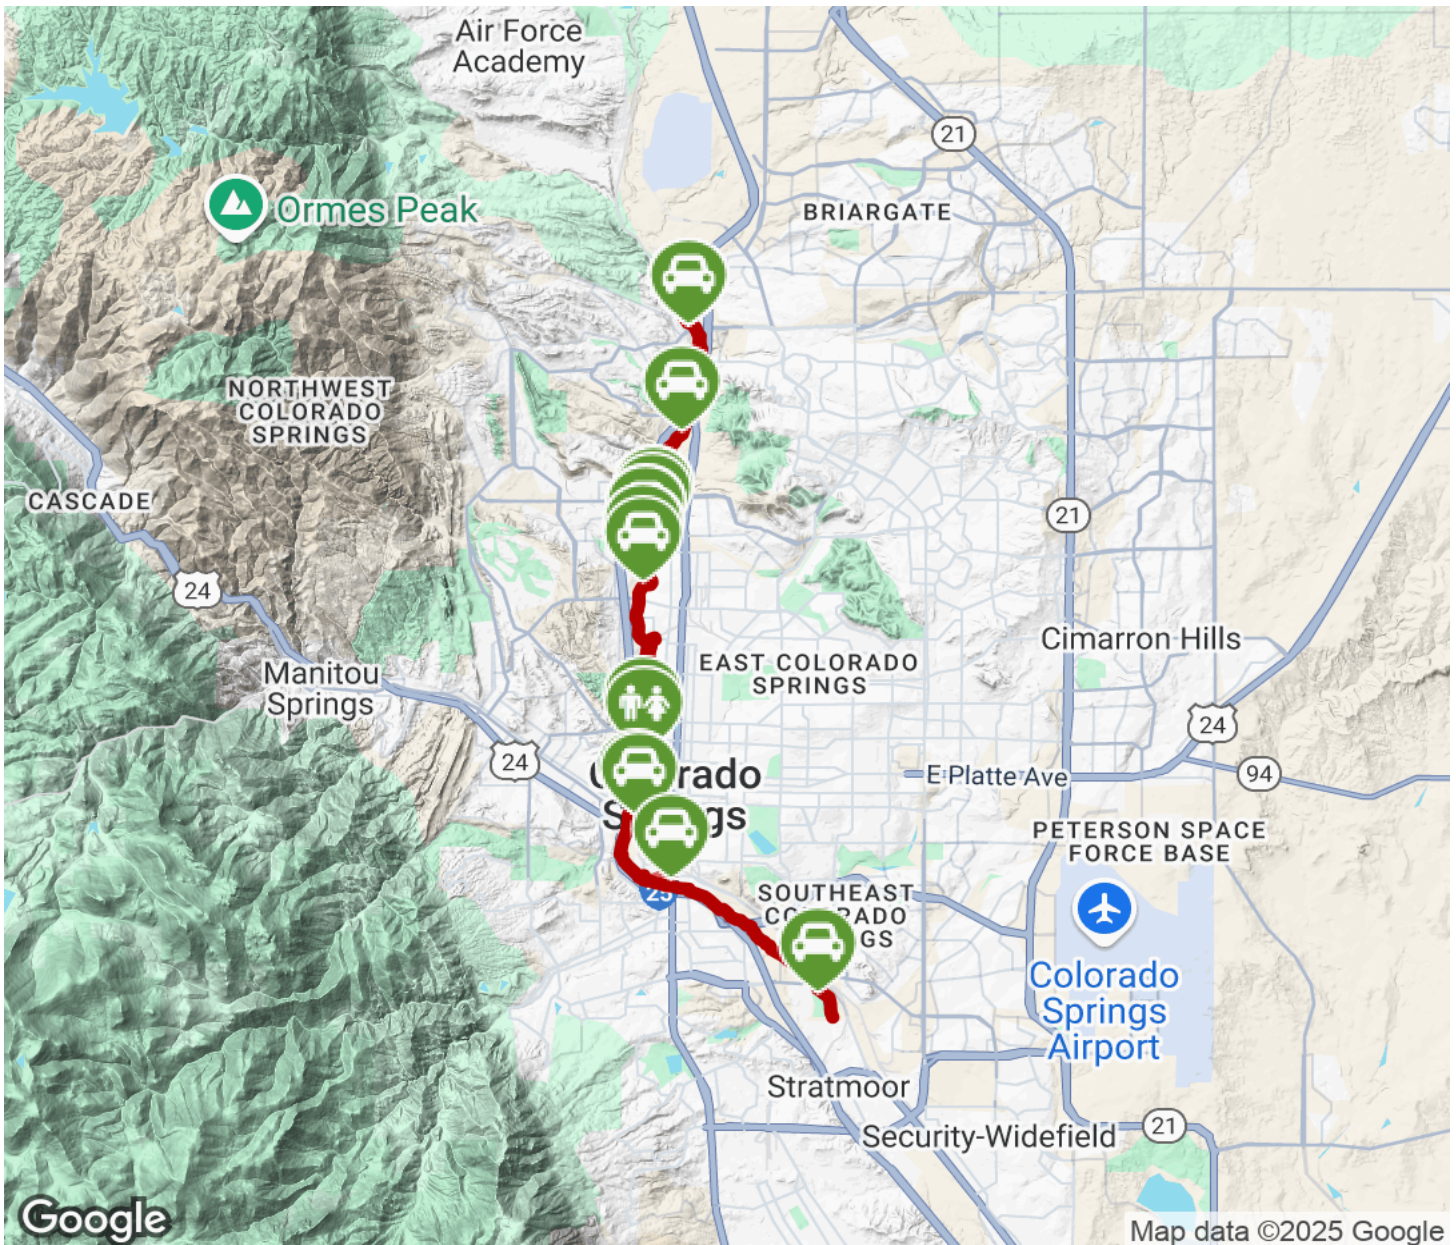 Air Force
Academy
21
Ormes Peak
BRIARGATE
NORTHWEST
COLORADO
SPRINGS
CASCADE
21
24
Cimarron Hills
EAST COLORADO
SPRINGS
Manitou
Springs
24
24
94
E Platte Ave
PETERSON SPACE
FORCE BASE
25
SOUTHEAST
Colorado
Springs
Airport
Stratmoor
Security-Widefield
21
Google
Map data ©2025 Google